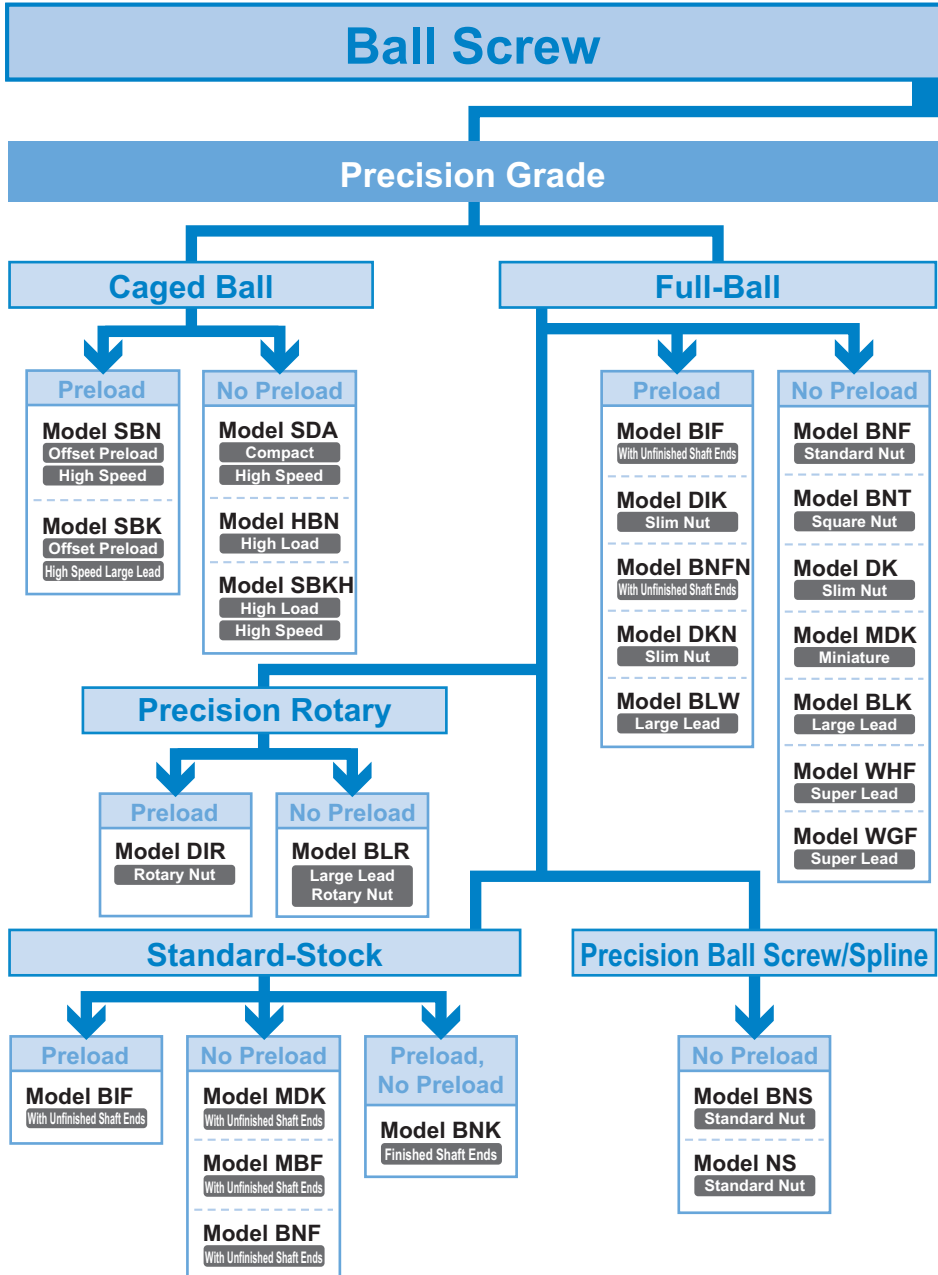 Ball Screw
Precision Grade
Caged Ball
Full-Ball
Preload
Model SBN
Offset Preload
High Speed
Model SBK
Offset Preload
High Speed Large Lead
No Preload
Model SDA
Compact
High Speed
Model HBN
High Load
Model SBKH
High Load
High Speed
Preload
Model BIF
With Unfinished Shaft Ends
Model DIK
Slim Nut
Model BNFN
With Unfinished Shaft Ends
Model DKN
Slim Nut
Model BLW
Large Lead
No Preload
Model BNF
Standard Nut
Model BNT
Square Nut
Model DK
Slim Nut
Model MDK
Miniature
Model BLK
Large Lead
Model WHF
Super Lead
Model WGF
Super Lead
Precision Rotary
Preload
Model DIR
Rotary Nut
No Preload
Model BLR
Large Lead
Rotary Nut
Standard-Stock
Precision Ball Screw/Spline
Preload
Model BIF
With Unfinished Shaft Ends
No Preload
Model MDK
With Unfinished Shaft Ends
Model MBF
With Unfinished Shaft Ends
Model BNF
With Unfinished Shaft Ends
Preload,
No Preload
Model BNK
Finished Shaft Ends
No Preload
Model BNS
Standard Nut
Model NS
Standard Nut